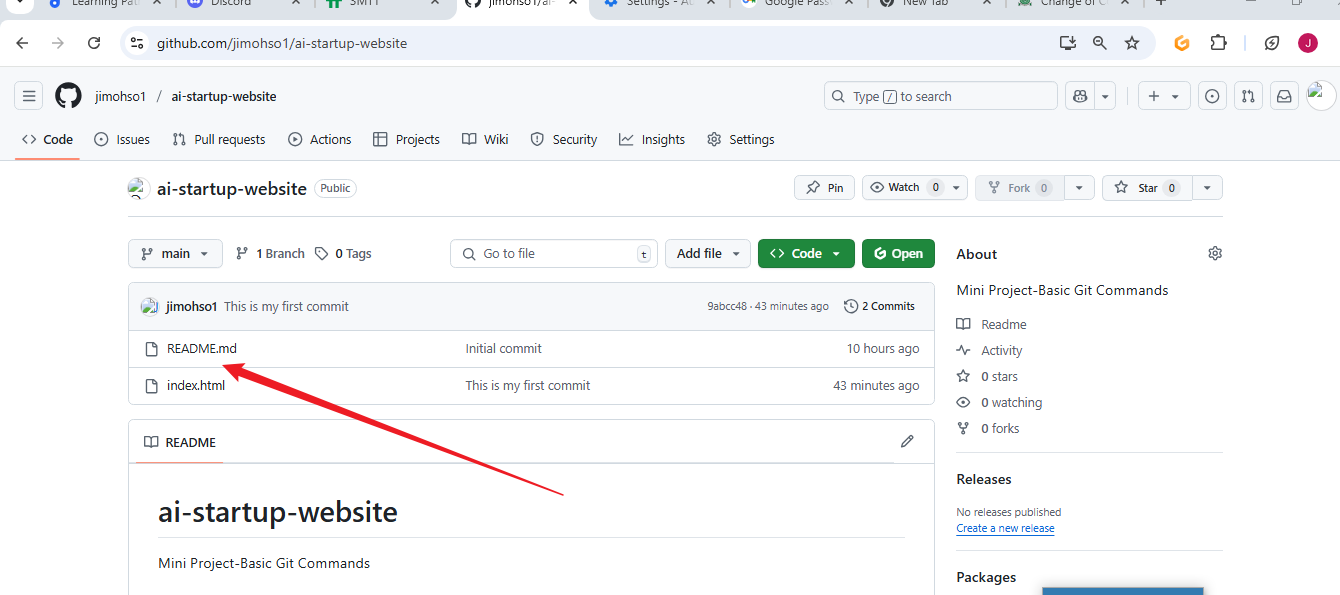 Learning Pat
Discord
SMTT
jimohso1/ai-
Settings - A
Google Pass
New Tab
Change of C
github.com/jimohso1/ai-startup-website
J
jimohso1 / ai-startup-website
Type / to search
Code Issues Pull requests Actions Projects Wiki Security Insights Settings
ai-startup-website Public
Pin Watch 0 Fork 0 Star 0
main 1 Branch 0 Tags Go to file t Add file Code Open
jimohso1 This is my first commit 9abcc48 · 43 minutes ago 2 Commits
README.md Initial commit 10 hours ago
index.html This is my first commit 43 minutes ago
README
ai-startup-website
Mini Project-Basic Git Commands
About
Mini Project-Basic Git Commands
Readme
Activity
0 stars
0 watching
0 forks
Releases
No releases published
Create a new release
Packages